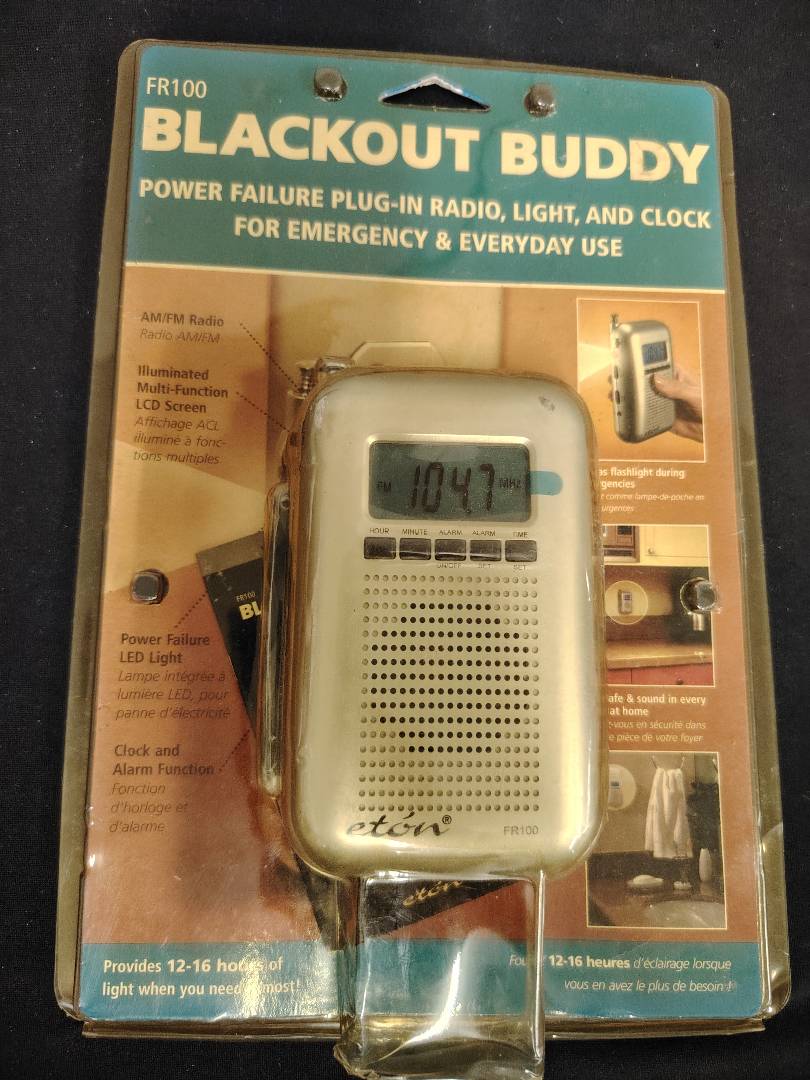 FR100
BLACKOUT BUDDY
POWER FAILURE PLUG-IN RADIO, LIGHT, AND CLOCK
FOR EMERGENCY & EVERYDAY USE
AM/FM Radio
Radio AM/FM
Illuminated
Multi-Function
LCD Screen
Affichage ACL
illuminé à fonc-
tions multiples
FM 104.7 MHz
HOUR MINUTE ALARM ALARM TIME
ON/OFF SET SET
as flashlight during
rgencies
t comme lampe-de-poche en
urgences
FR100
BL
Power Failure
LED Light
Lampe intégrée à
lumière LED, pour
panne d'électricité
afe & sound in every
at home
t-vous en sécurité dans
e pièce de votre foyer
Clock and
Alarm Function
Fonction
d'horloge et
d'alarme
etón®
FR100
etón
Provides 12-16 hours of
light when you need most!
12-16 heures d'éclairage lorsque
vous en avez le plus de besoin!